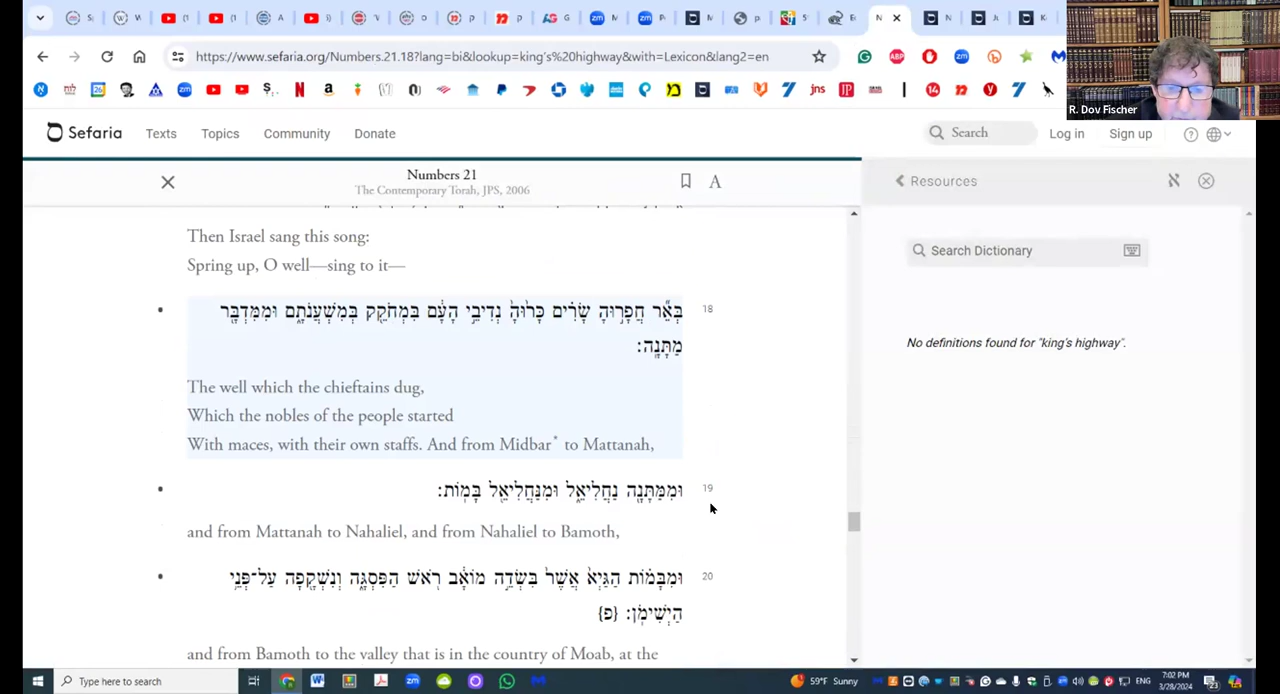 https://www.sefaria.org/Numbers.21.18?lang=bi&lookup=king's%20highway&with=Lexicon&lang2=en
R. Dov Fischer
Sefaria
Texts
Topics
Community
Donate
Search
Log in
Sign up
Numbers 21
The Contemporary Torah, JPS, 2006
Resources
Search Dictionary
No definitions found for "king's highway".
Then Israel sang this song:
Spring up, O well—sing to it—
18
בְּאֵ֞ר חֲפָר֣וּהָ שָׂרִ֗ים כָּר֙וּהָ֙ נְדִיבֵ֣י הָעָ֔ם בִּמְחֹקֵ֖ק בְּמִשְׁעֲנֹתָ֑ם וּמִמִּדְבָּ֖ר
מַתָּנָֽה׃
The well which the chieftains dug,
Which the nobles of the people started
With maces, with their own staffs. And from Midbar* to Mattanah,
19
וּמִמַּתָּנָ֖ה נַחֲלִיאֵ֑ל וּמִנַּחֲלִיאֵ֖ל בָּמֽוֹת׃
and from Mattanah to Nahaliel, and from Nahaliel to Bamoth,
20
וּמִבָּמ֗וֹת הַגַּיְא֙ אֲשֶׁר֙ בִּשְׂדֵ֣ה מוֹאָ֔ב רֹ֖אשׁ הַפִּסְגָּ֑ה וְנִשְׁקָ֖פָה עַל־פְּנֵ֥י
הַיְשִׁימֹֽן׃ {פ}
and from Bamoth to the valley that is in the country of Moab, at the
Type here to search
59°F Sunny
ENG
7:02 PM
3/28/2024